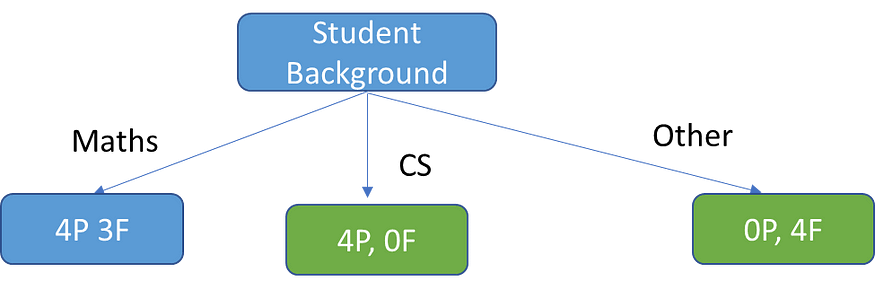 Student
Background
Maths
CS
Other
4P 3F
4P, 0F
0P, 4F